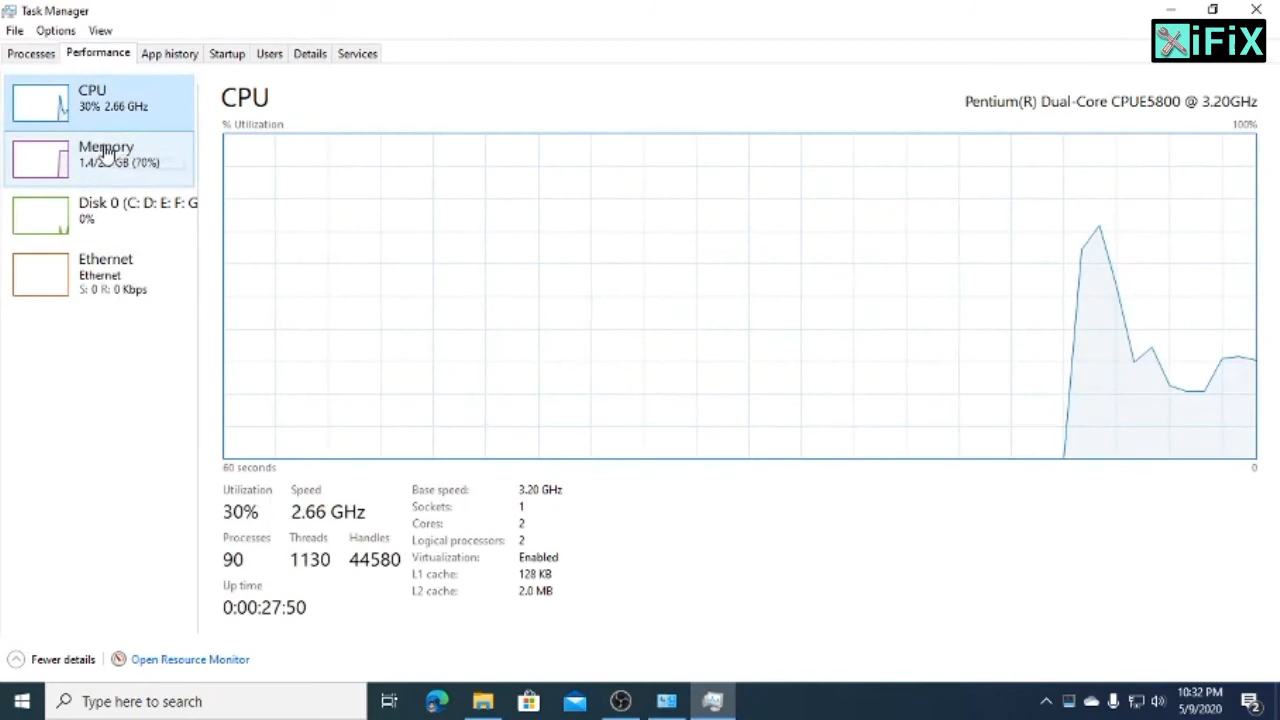 Task Manager
File Options View
iFiX
Processes Performance App history Startup Users Details Services
CPU
30% 2.66 GHz
Memory
(70%)
Disk 0 (C: D: E: F: G
0%
Ethernet
Ethernet
S: 0 R: 0 Kbps
CPU
Pentium(R) Dual-Core CPUE5800 @ 3.20GHz
% Utilization 100%
60 seconds 0
Utilization Speed
30% 2.66 GHz
Processes Threads Handles
90 1130 44580
Up time
0:00:27:50
Base speed: 3.20 GHz
Sockets: 1
Cores: 2
Logical processors: 2
Virtualization: Enabled
L1 cache: 128 KB
L2 cache: 2.0 MB
Fewer details Open Resource Monitor
Type here to search
10:32 PM
5/9/2020
2